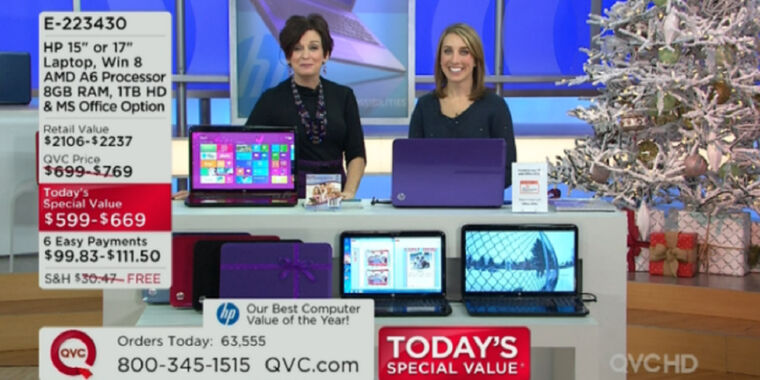 E-223430
HP 15" or 17"
Laptop, Win 8
AMD A6 Processor
8GB RAM, 1TB HD
& MS Office Option
Retail Value
$2106-$2237
QVC Price
$699-$769
Today's
Special Value
$599-$669
6 Easy Payments
$99.83-$111.50
S&H $30.47 FREE
hp
Our Best Computer
Value of the Year!
QVC
Orders Today: 63,555
800-345-1515 QVC.com
TODAY'S
SPECIAL VALUE
QVCHD